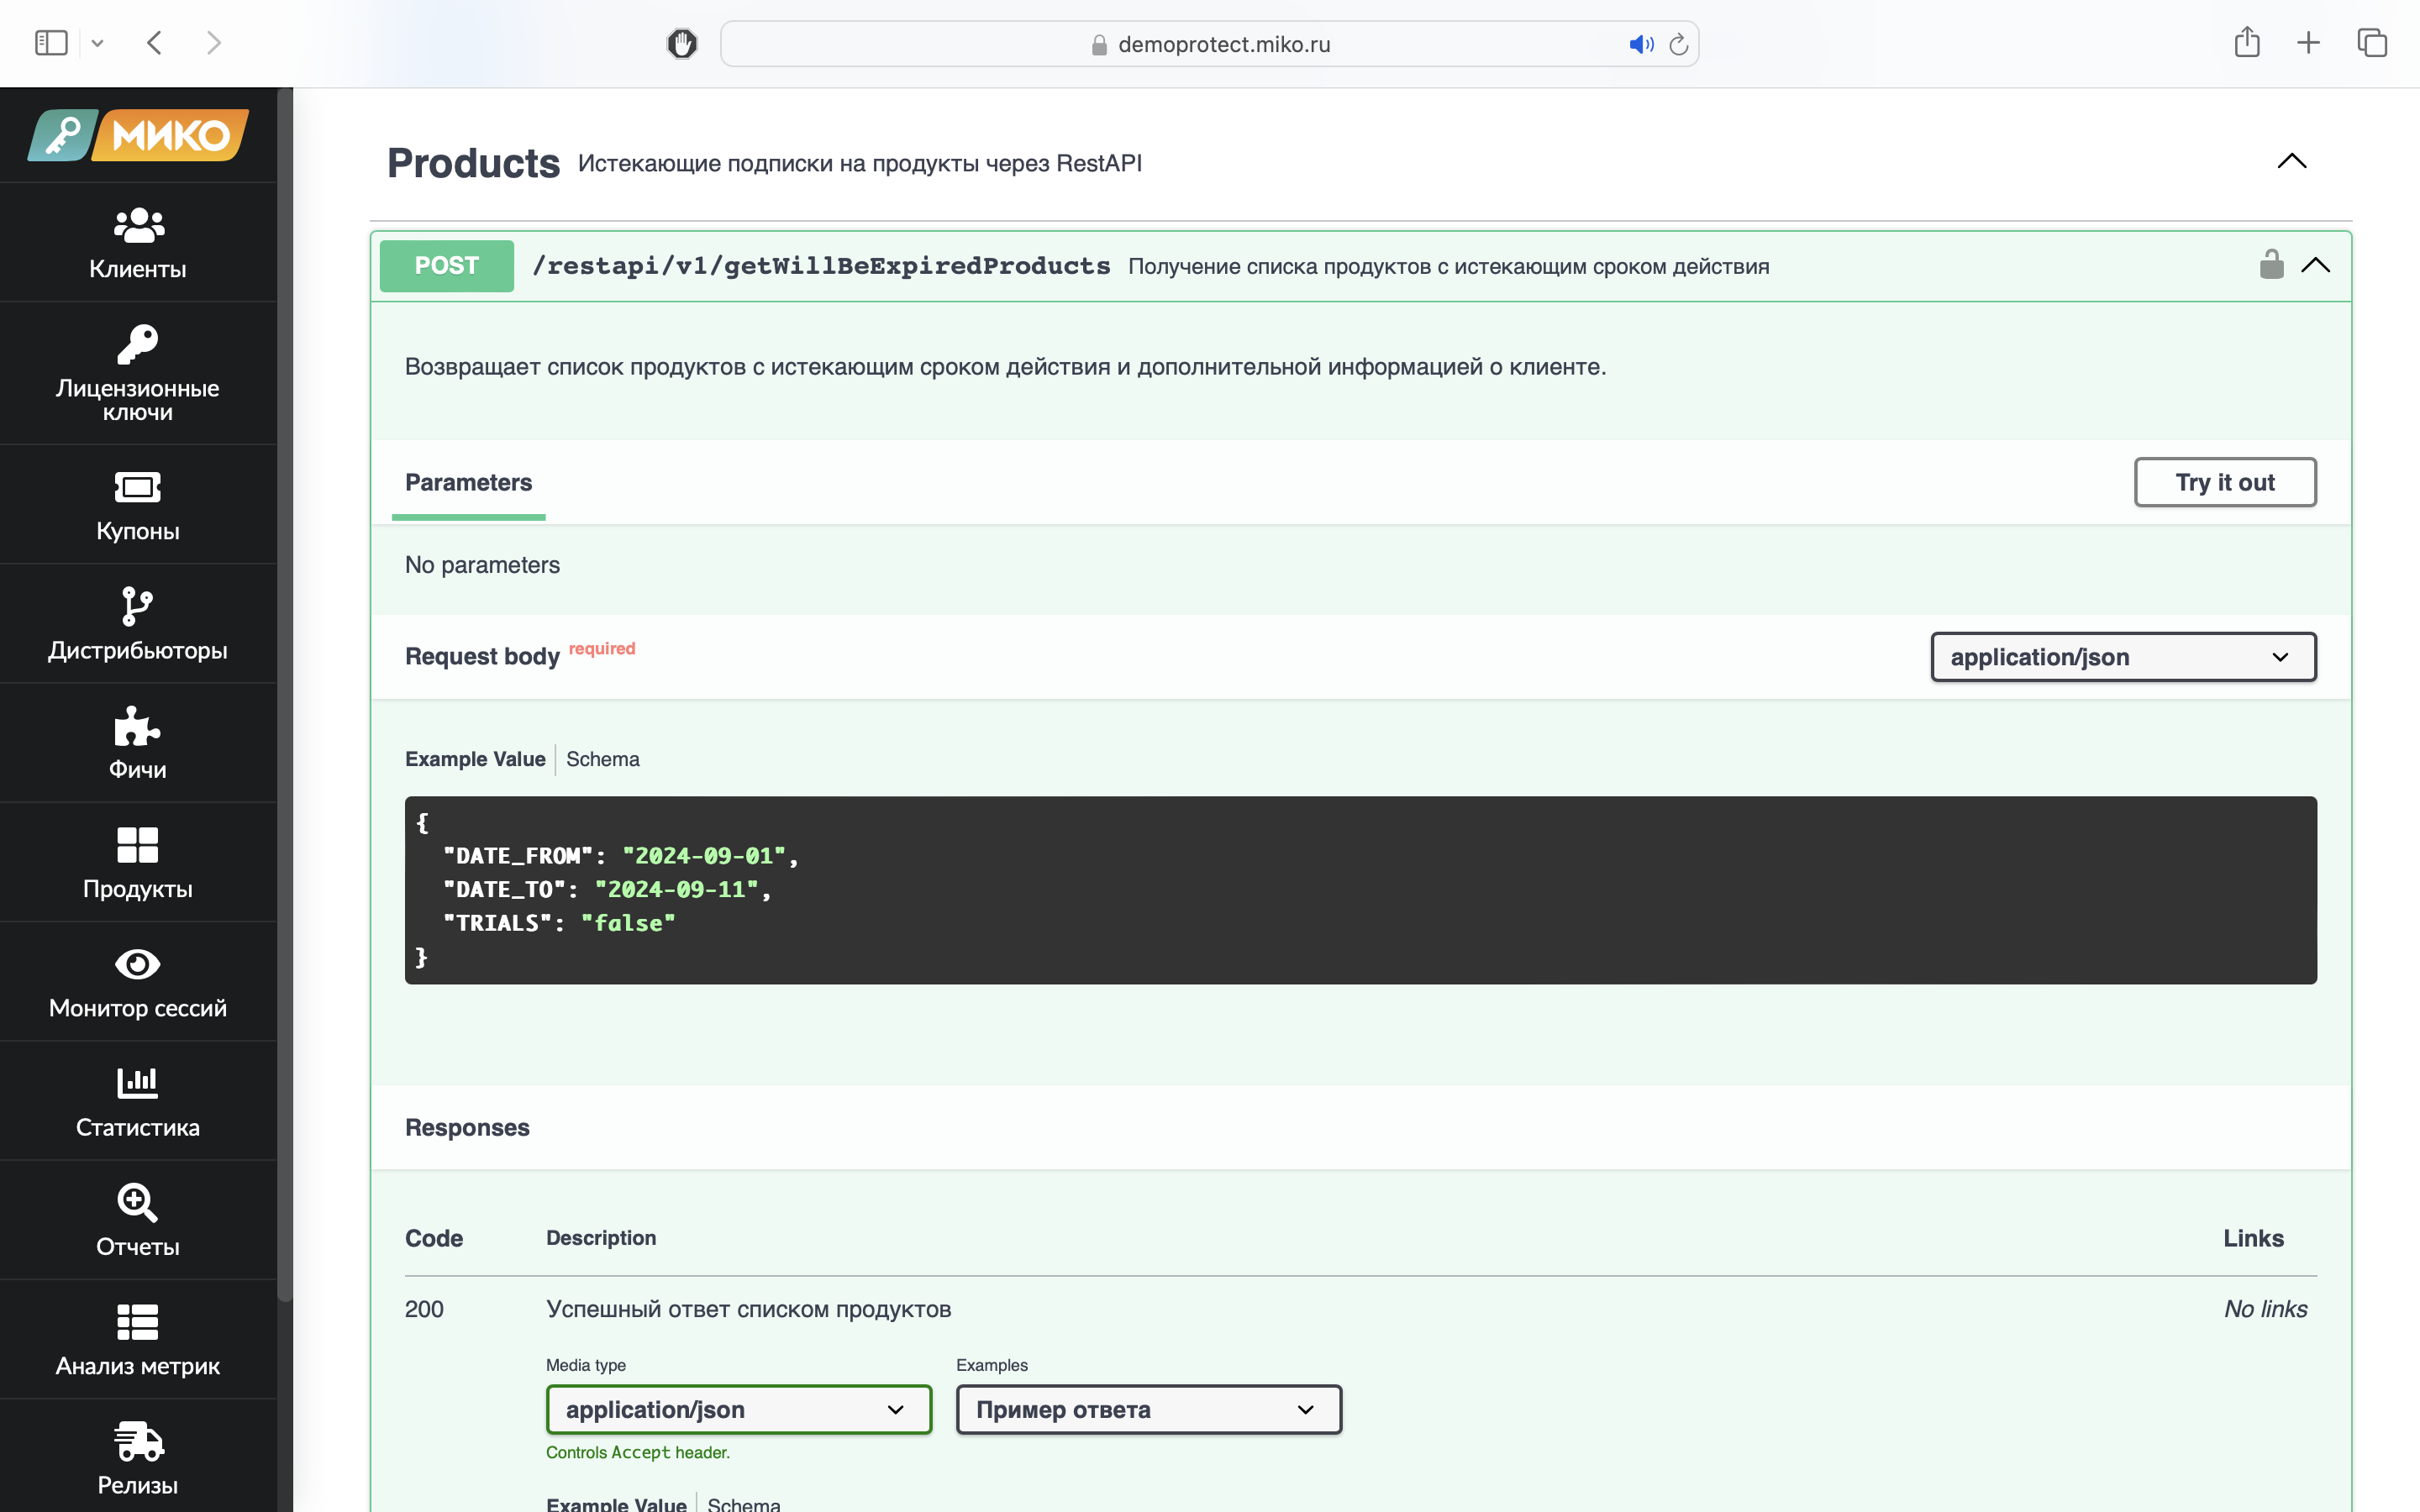 demoprotect.miko.ru
МИКО
Клиенты
Лицензионные
ключи
Купоны
Дистрибьюторы
Фичи
Продукты
Монитор сессий
Статистика
Отчеты
Анализ метрик
Релизы
Products Истекающие подписки на продукты через RestAPI
POST /restapi/v1/getWillBeExpiredProducts Получение списка продуктов с истекающим сроком действия
Возвращает список продуктов с истекающим сроком действия и дополнительной информацией о клиенте.
Parameters
Try it out
No parameters
Request body required
application/json
Example Value Schema
{
"DATE_FROM": "2024-09-01",
"DATE_TO": "2024-09-11",
"TRIALS": "false"
}
Responses
Code Description Links
200 Успешный ответ списком продуктов No links
Media type Examples
application/json Пример ответа
Controls Accept header.
Example Value Schema